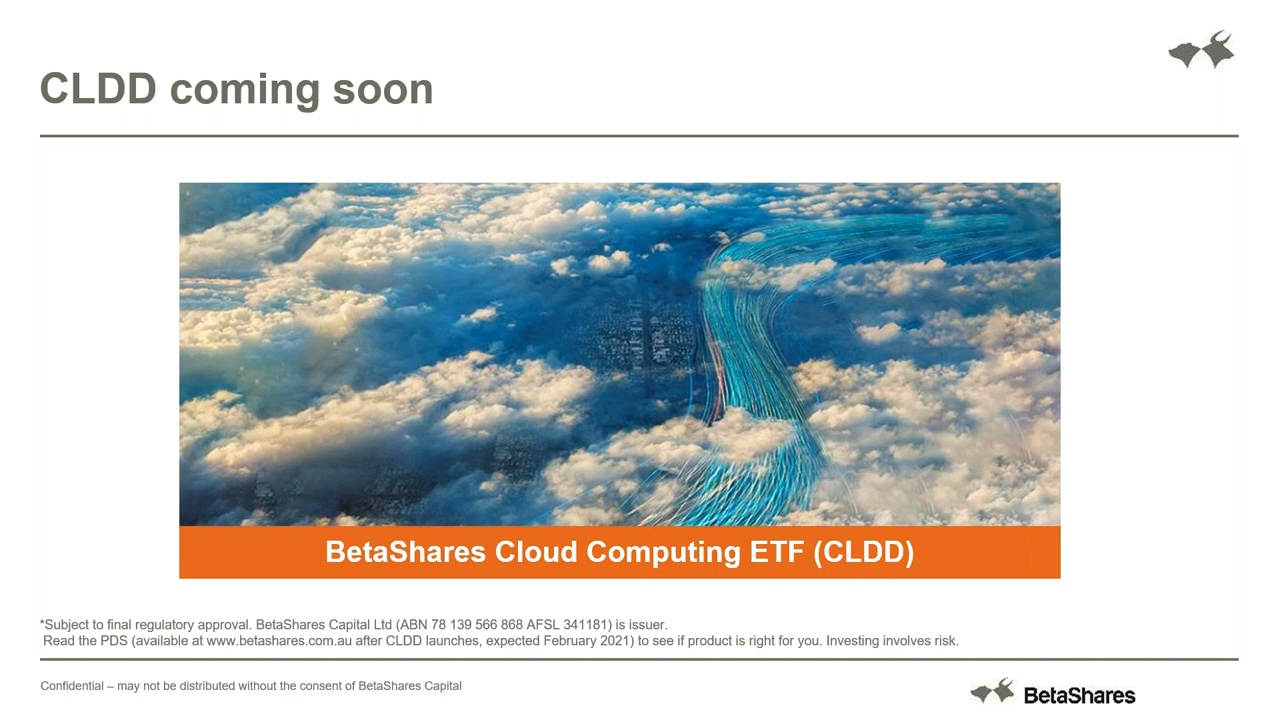 CLDD coming soon
BetaShares Cloud Computing ETF (CLDD)
*Subject to final regulatory approval. BetaShares Capital Ltd (ABN 78 139 566 868 AFSL 341181) is issuer.
Read the PDS (available at www.betashares.com.au after CLDD launches, expected February 2021) to see if product is right for you. Investing involves risk.
Confidential – may not be distributed without the consent of BetaShares Capital
BetaShares